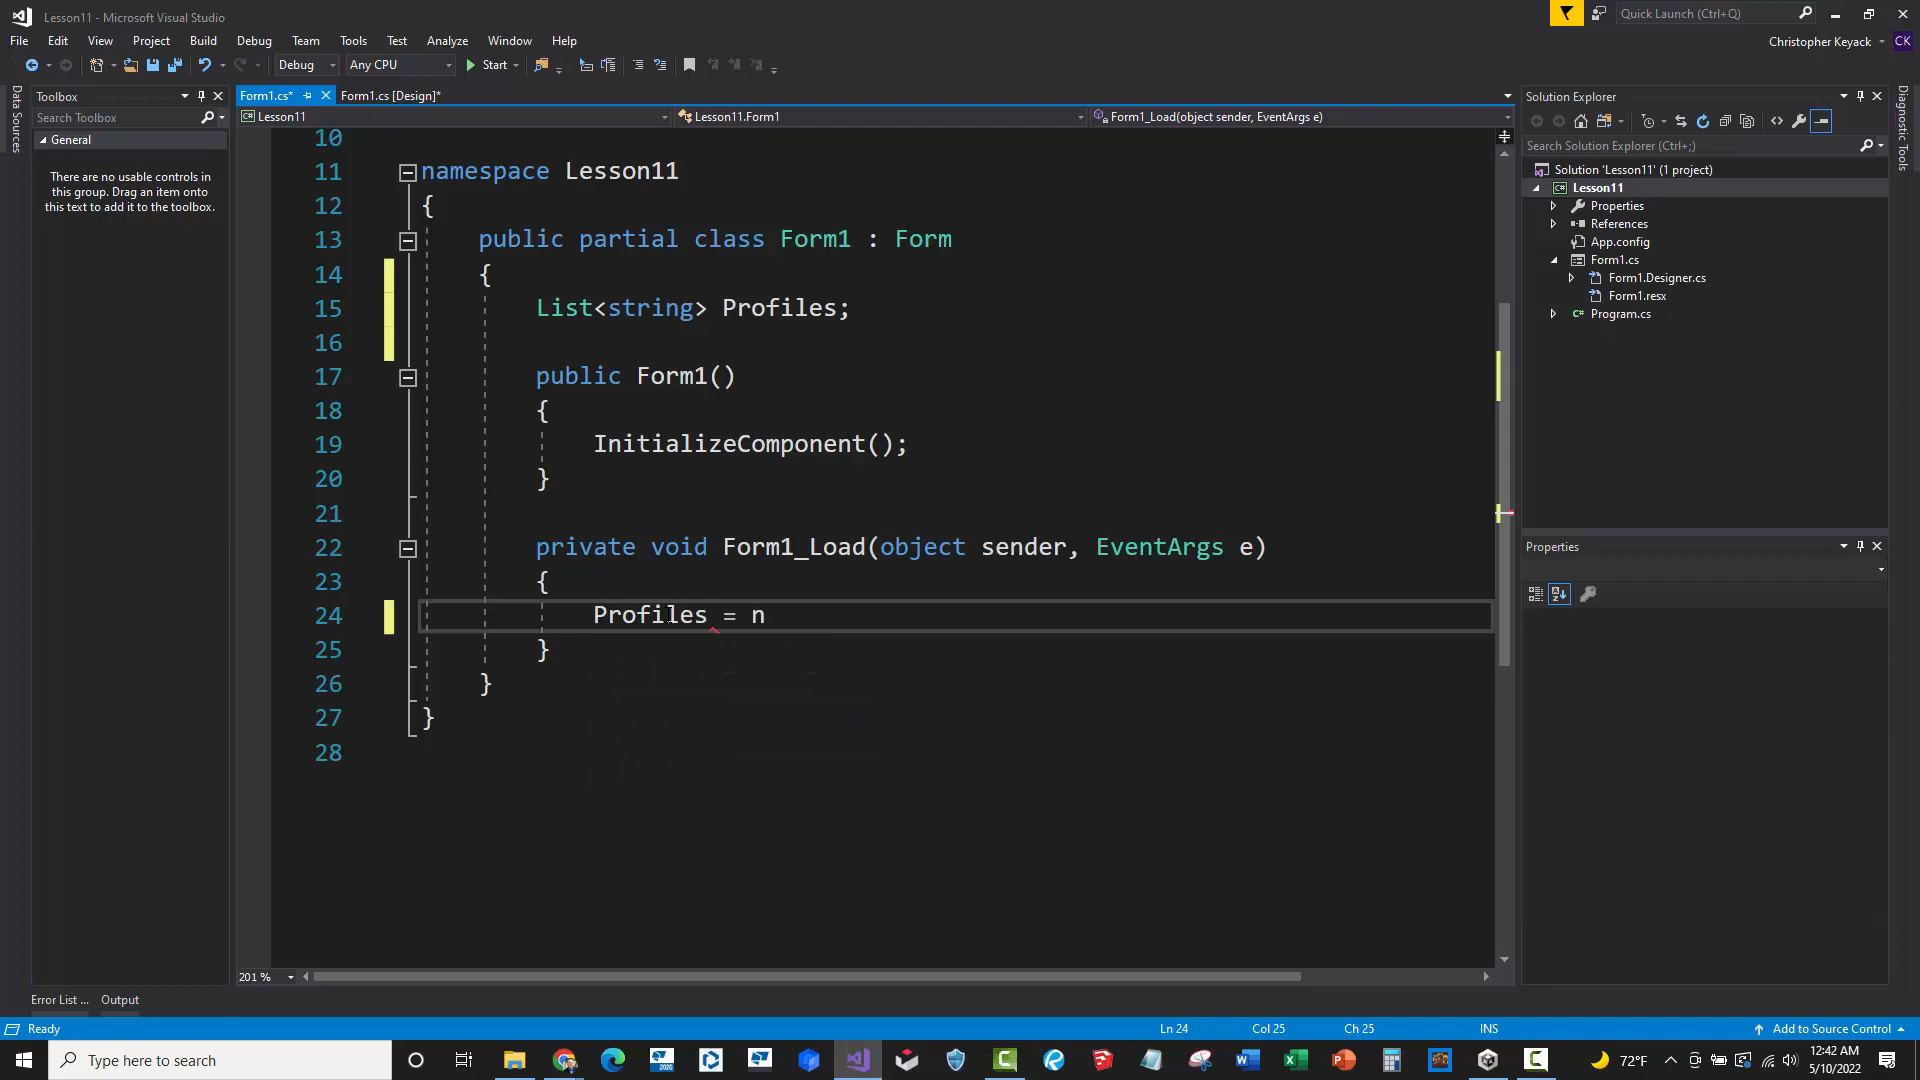 Lesson11 - Microsoft Visual Studio
Quick Launch (Ctrl+Q)
File Edit View Project Build Debug Team Tools Test Analyze Window Help
Christopher Keyack CK
Debug Any CPU Start
Data Sources
Toolbox
Search Toolbox
General
There are no usable controls in
this group. Drag an item onto
this text to add it to the toolbox.
Form1.cs* Form1.cs [Design]*
Lesson11 Lesson11.Form1 Form1_Load(object sender, EventArgs e)
10
11 namespace Lesson11
12 {
13 public partial class Form1 : Form
14 {
15 List<string> Profiles;
16
17 public Form1()
18 {
19 InitializeComponent();
20 }
21
22 private void Form1_Load(object sender, EventArgs e)
23 {
24 Profiles = n
25 }
26 }
27 }
28
201 %
Solution Explorer
Search Solution Explorer (Ctrl+;)
Solution 'Lesson11' (1 project)
C# Lesson11
Properties
References
App.config
Form1.cs
Form1.Designer.cs
Form1.resx
C# Program.cs
Diagnostic Tools
Properties
Error List ... Output
Ready Ln 24 Col 25 Ch 25 INS Add to Source Control
Type here to search
72°F
12:42 AM
5/10/2022